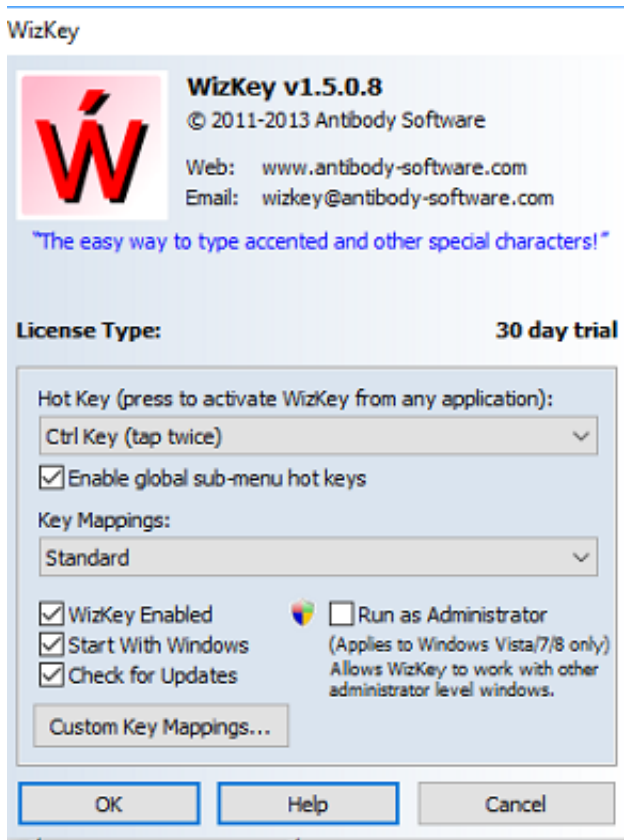 WizKey
Ẃ
WizKey v1.5.0.8
© 2011-2013 Antibody Software
Web: www.antibody-software.com
Email: wizkey@antibody-software.com
"The easy way to type accented and other special characters!"
License Type: 30 day trial
Hot Key (press to activate WizKey from any application):
Ctrl Key (tap twice)
Enable global sub-menu hot keys
Key Mappings:
Standard
WizKey Enabled
Start With Windows
Check for Updates
Run as Administrator
(Applies to Windows Vista/7/8 only)
Allows WizKey to work with other
administrator level windows.
Custom Key Mappings...
OK Help Cancel